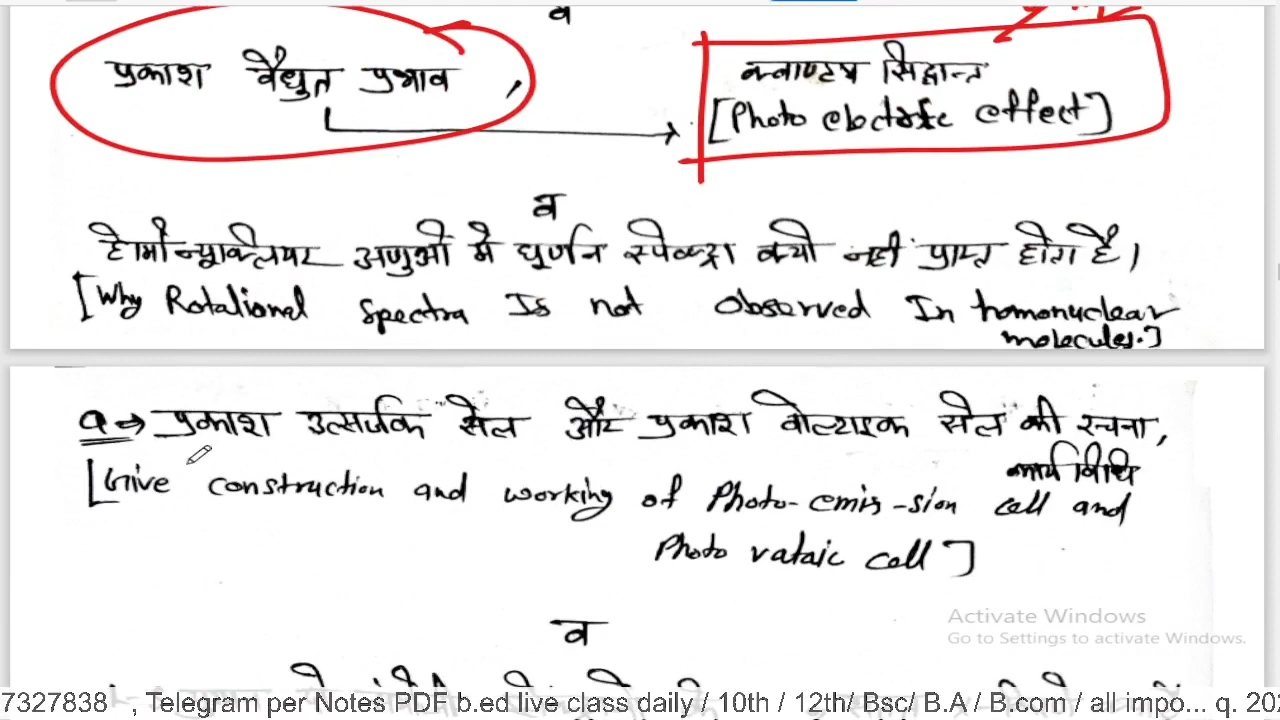 व
प्रकाश वैधुत प्रभाव , क्वाण्टम सिद्धान्त
[Photo electric effect]
व
होमोन्यूक्लियर अणुओ मे घूर्णन स्पेक्ट्रा क्यो नही प्राप्त होता है।
[Why Rotational Spectra Is not Observed In homonuclear
molecules.]
Q⇒ प्रकाश उत्सर्जक सेल और प्रकाश वोल्टाइक सेल की रचना,
कार्य विधि
[Give construction and working of Photo-emis-sion cell and
Photo vataic cell]
Activate Windows
Go to Settings to activate Windows.
व
7327838 , Telegram per Notes PDF b.ed live class daily / 10th / 12th/ Bsc/ B.A / B.com / all impo... q. 202